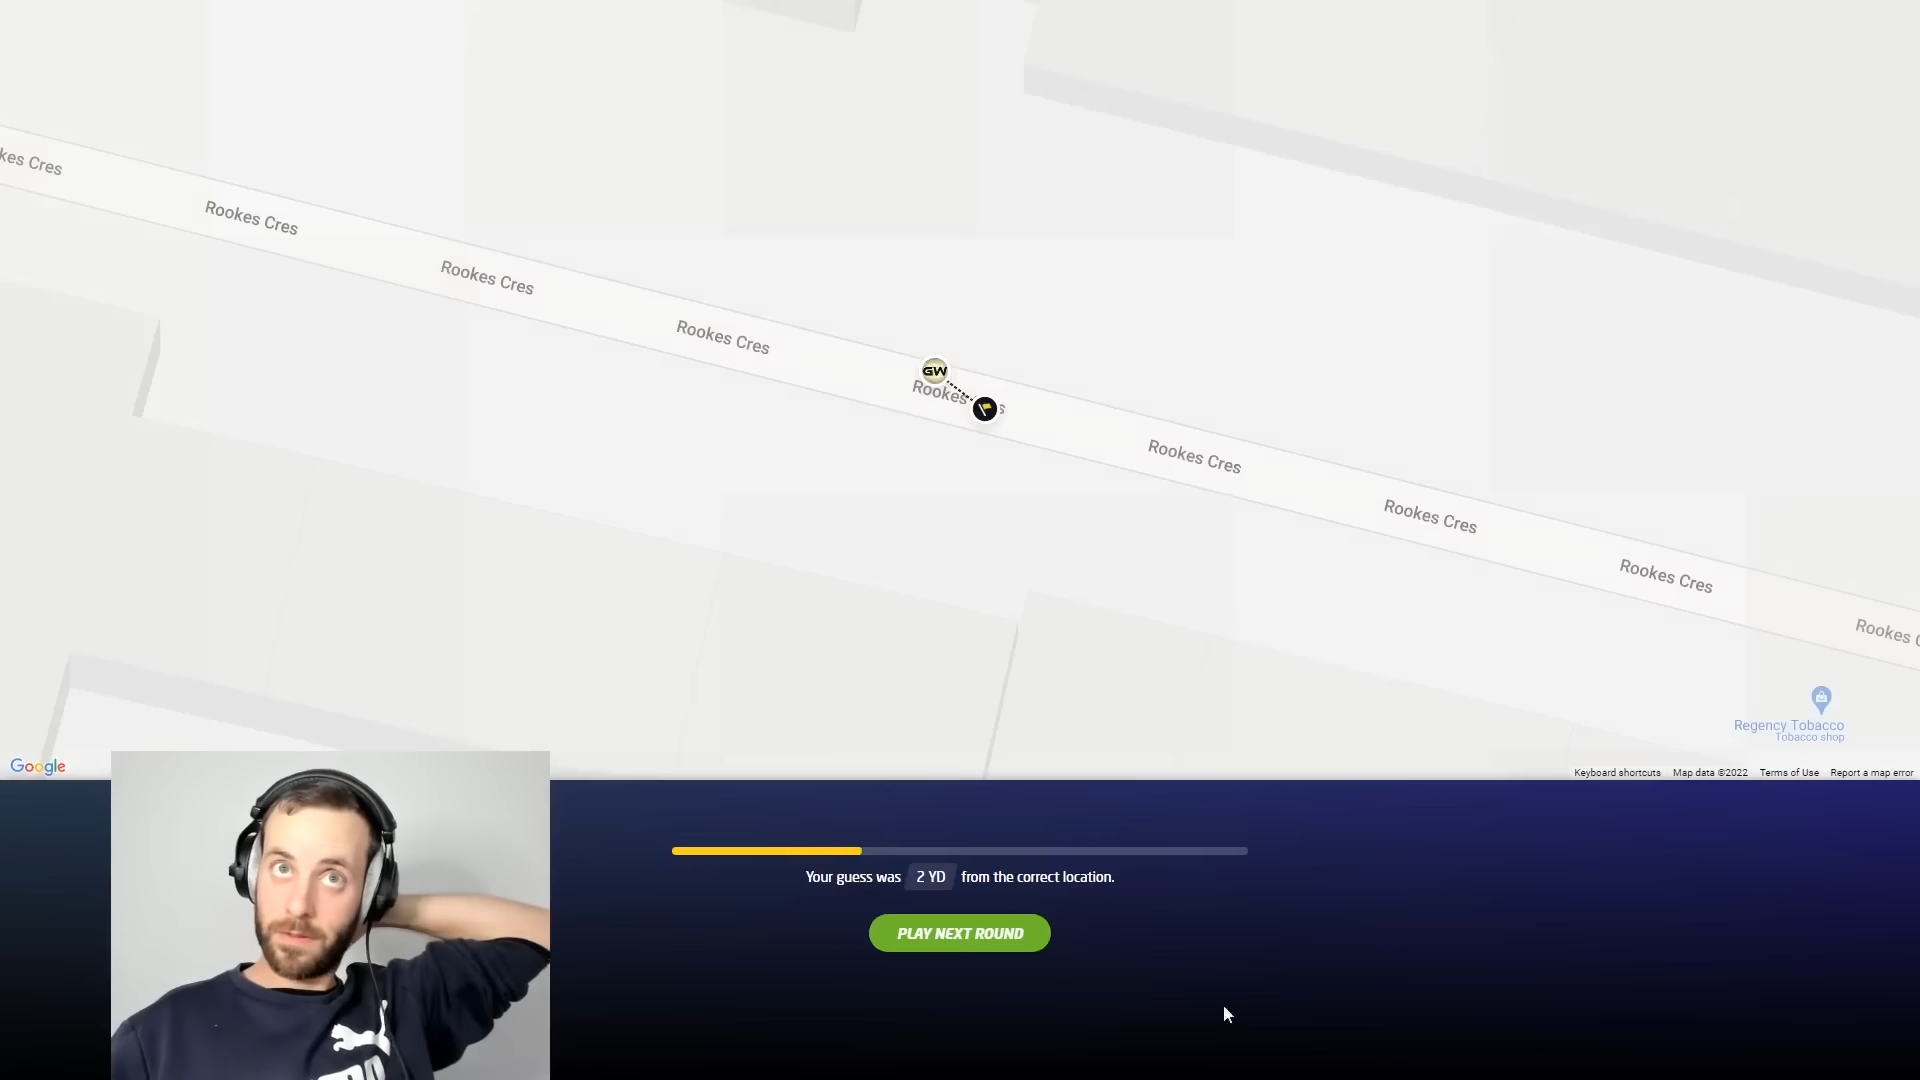 kes Cres
Rookes Cres
Rookes Cres
Rookes Cres
GW
Rookes
s
Rookes Cres
Rookes Cres
Rookes Cres
Rookes C
Regency Tobacco
Tobacco shop
Google
Keyboard shortcuts Map data ©2022 Terms of Use Report a map error
Your guess was 2 YD from the correct location.
PLAY NEXT ROUND